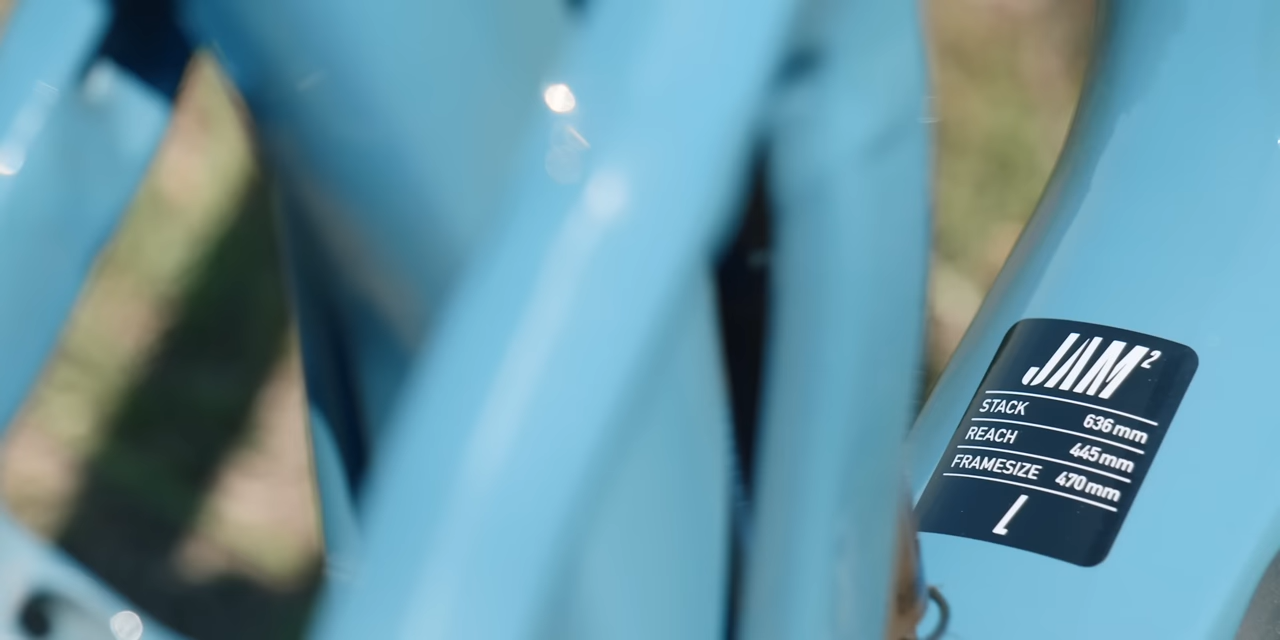 JAM²
STACK 636 mm
REACH 445 mm
FRAMESIZE 470 mm
L